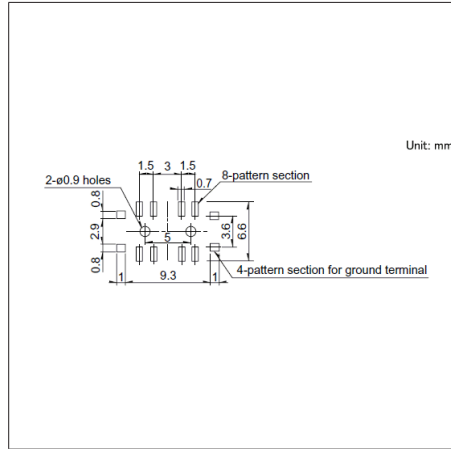 Unit: mm
1.5 3 1.5
2-ø0.9 holes
0.7
8-pattern section
0.8
2.9
0.8
5
3.6
6.6
4-pattern section for ground terminal
1 9.3 1